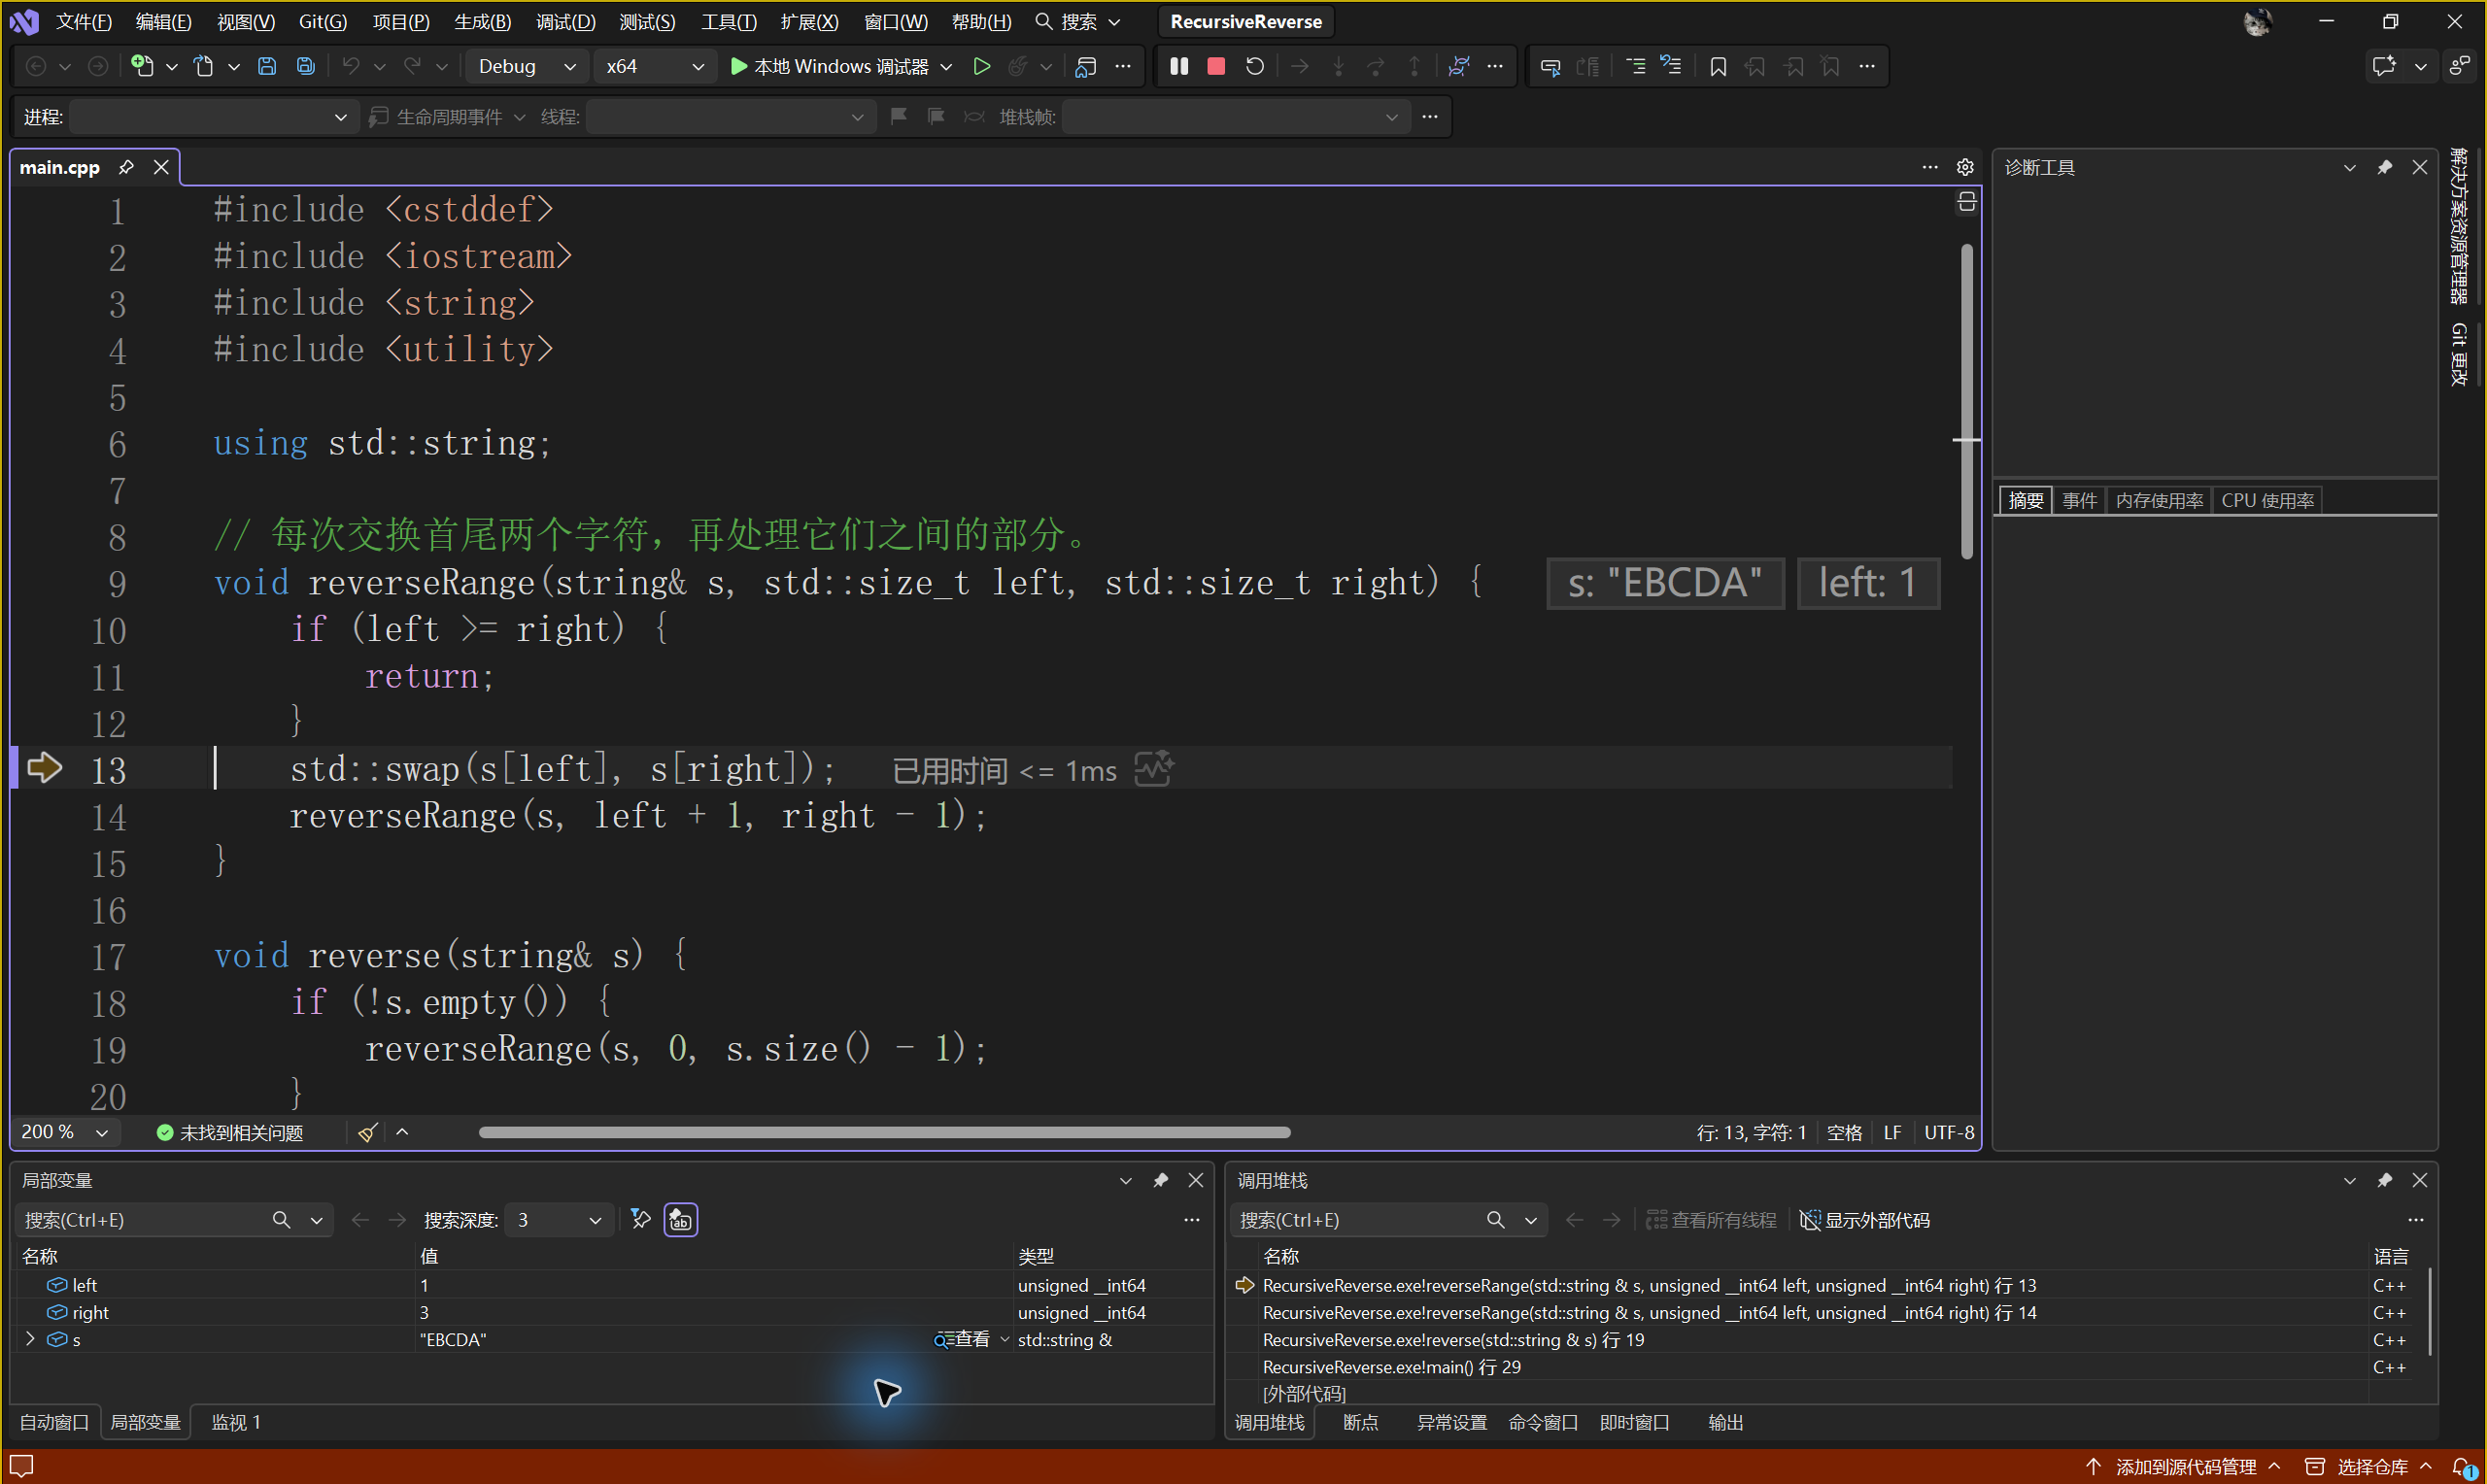 文件(F) 编辑(E) 视图(V) Git(G) 项目(P) 生成(B) 调试(D) 测试(S) 工具(T) 扩展(X) 窗口(W) 帮助(H) 搜索 RecursiveReverse
Debug x64 本地 Windows 调试器
进程: 生命周期事件 线程: 堆栈帧:
main.cpp
1 #include <cstddef>
2 #include <iostream>
3 #include <string>
4 #include <utility>
5
6 using std::string;
7
8 // 每次交换首尾两个字符，再处理它们之间的部分。
9 void reverseRange(string& s, std::size_t left, std::size_t right) { s: "EBCDA" left: 1
10 if (left >= right) {
11 return;
12 }
13 std::swap(s[left], s[right]); 已用时间 <= 1ms
14 reverseRange(s, left + 1, right - 1);
15 }
16
17 void reverse(string& s) {
18 if (!s.empty()) {
19 reverseRange(s, 0, s.size() - 1);
20 }
200 % 未找到相关问题 行: 13, 字符: 1 空格 LF UTF-8
诊断工具
摘要 事件 内存使用率 CPU 使用率
解决方案资源管理器
Git 更改
局部变量
搜索(Ctrl+E) 搜索深度: 3
名称 值 类型
left 1 unsigned __int64
right 3 unsigned __int64
s "EBCDA" 查看 std::string &
自动窗口 局部变量 监视 1
调用堆栈
搜索(Ctrl+E) 查看所有线程 显示外部代码
名称 语言
RecursiveReverse.exe!reverseRange(std::string & s, unsigned __int64 left, unsigned __int64 right) 行 13 C++
RecursiveReverse.exe!reverseRange(std::string & s, unsigned __int64 left, unsigned __int64 right) 行 14 C++
RecursiveReverse.exe!reverse(std::string & s) 行 19 C++
RecursiveReverse.exe!main() 行 29 C++
[外部代码]
调用堆栈 断点 异常设置 命令窗口 即时窗口 输出
添加到源代码管理 选择仓库 1